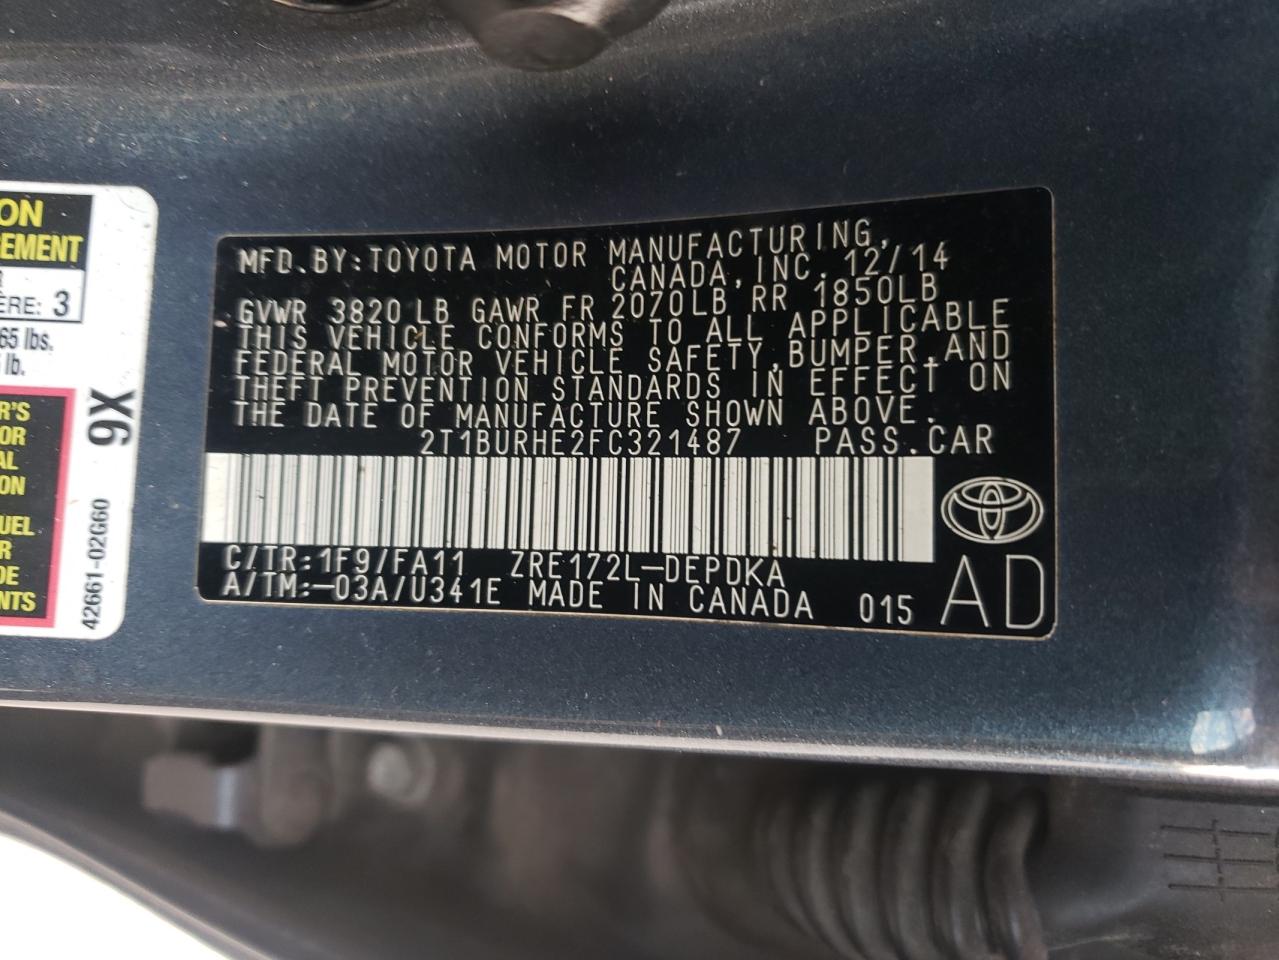 ON
GEMENT
ERE: 3
65 lbs.
lb.
R'S
OR
AL
ON
UEL
R
DE
NTS
9X
42661-02G60
MFD.BY:TOYOTA MOTOR MANUFACTURING,
CANADA,INC. 12/14
GVWR 3820 LB GAWR FR 2070LB RR 1850LB
THIS VEHICLE CONFORMS TO ALL APPLICABLE
FEDERAL MOTOR VEHICLE SAFETY,BUMPER,AND
THEFT PREVENTION STANDARDS IN EFFECT ON
THE DATE OF MANUFACTURE SHOWN ABOVE.
2T1BURHE2FC321487 PASS.CAR
C/TR:1F9/FA11 ZRE172L-DEPDKA
A/TM:-03A/U341E MADE IN CANADA 015 AD